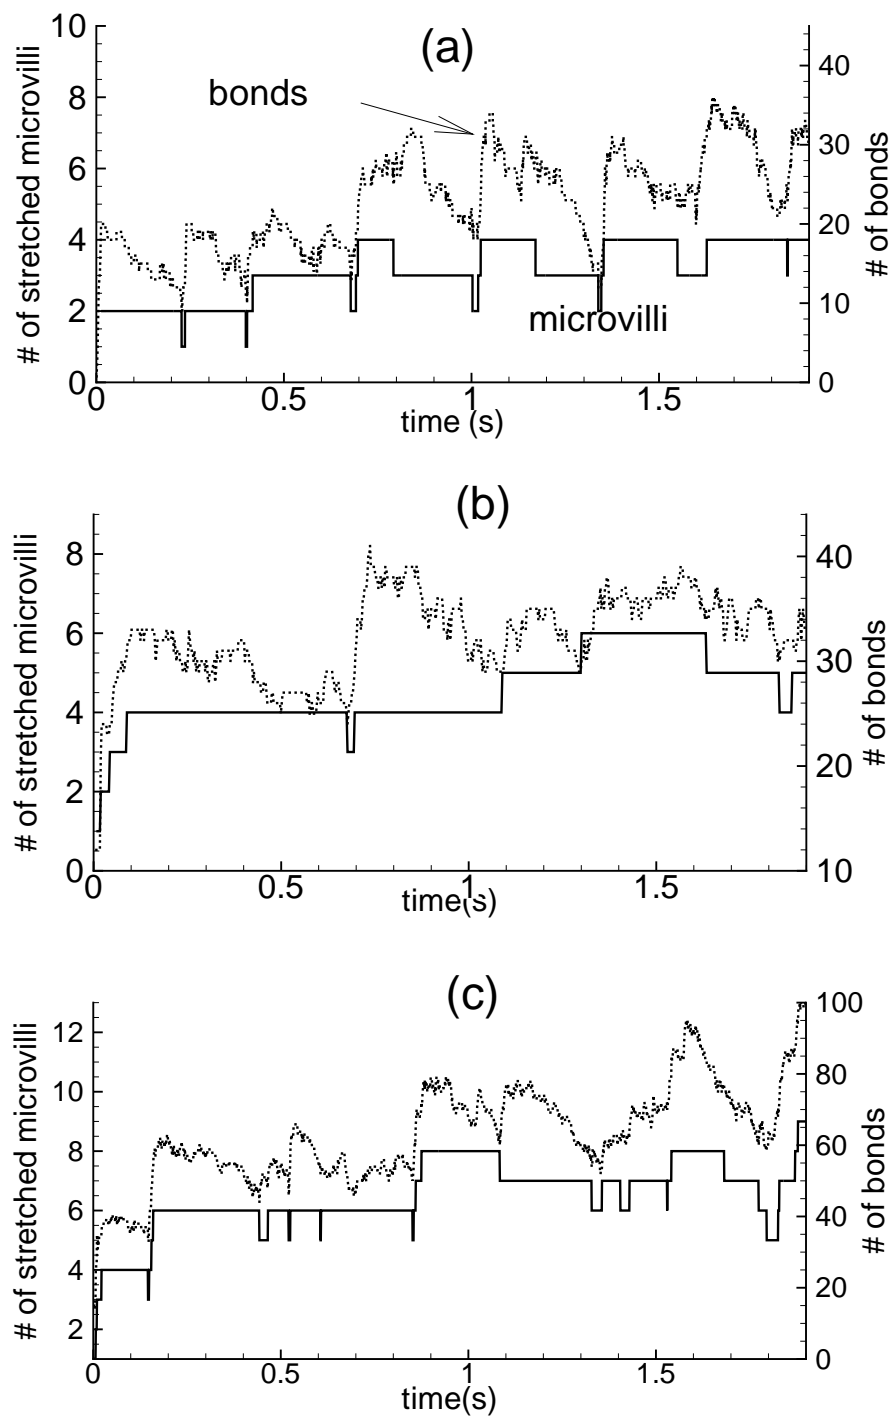 (a)
# of stretched microvilli
10
8
6
4
2
0
bonds
microvilli
40
30
20
10
0
# of bonds
0 0.5 1 1.5
time (s)
(b)
# of stretched microvilli
8
6
4
2
0
40
30
20
10
# of bonds
0 0.5 1 1.5
time(s)
(c)
# of stretched microvilli
12
10
8
6
4
2
100
80
60
40
20
0
# of bonds
0 0.5 1 1.5
time(s)